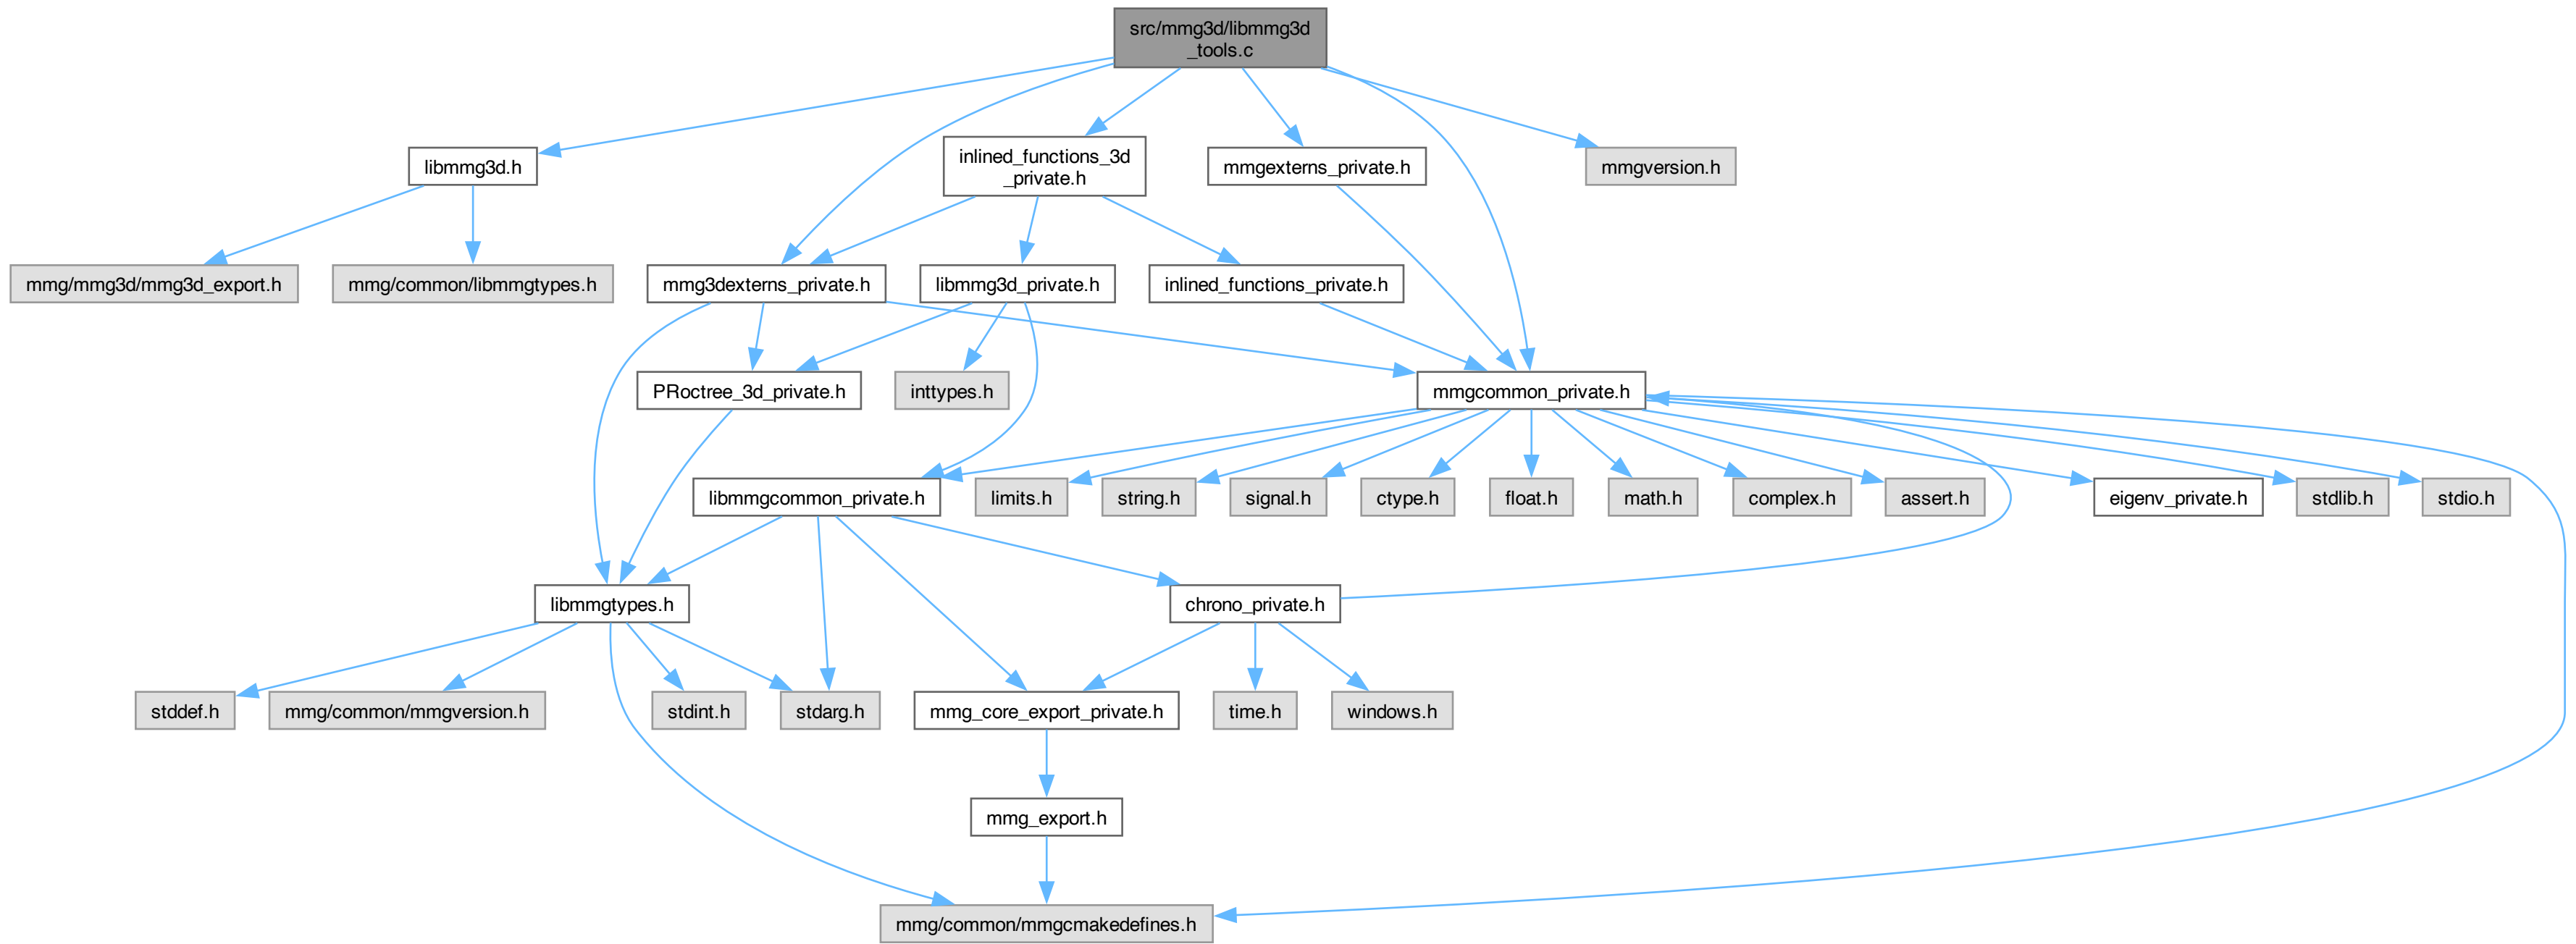 src/mmg3d/libmmg3d
_tools.c
libmmg3d.h
inlined_functions_3d
_private.h
mmgexterns_private.h
mmgversion.h
mmg/mmg3d/mmg3d_export.h
mmg/common/libmmgtypes.h
mmg3dexterns_private.h
libmmg3d_private.h
inlined_functions_private.h
PRoctree_3d_private.h
inttypes.h
mmgcommon_private.h
libmmgcommon_private.h
limits.h
string.h
signal.h
ctype.h
float.h
math.h
complex.h
assert.h
eigenv_private.h
stdlib.h
stdio.h
libmmgtypes.h
chrono_private.h
stddef.h
mmg/common/mmgversion.h
stdint.h
stdarg.h
mmg_core_export_private.h
time.h
windows.h
mmg_export.h
mmg/common/mmgcmakedefines.h